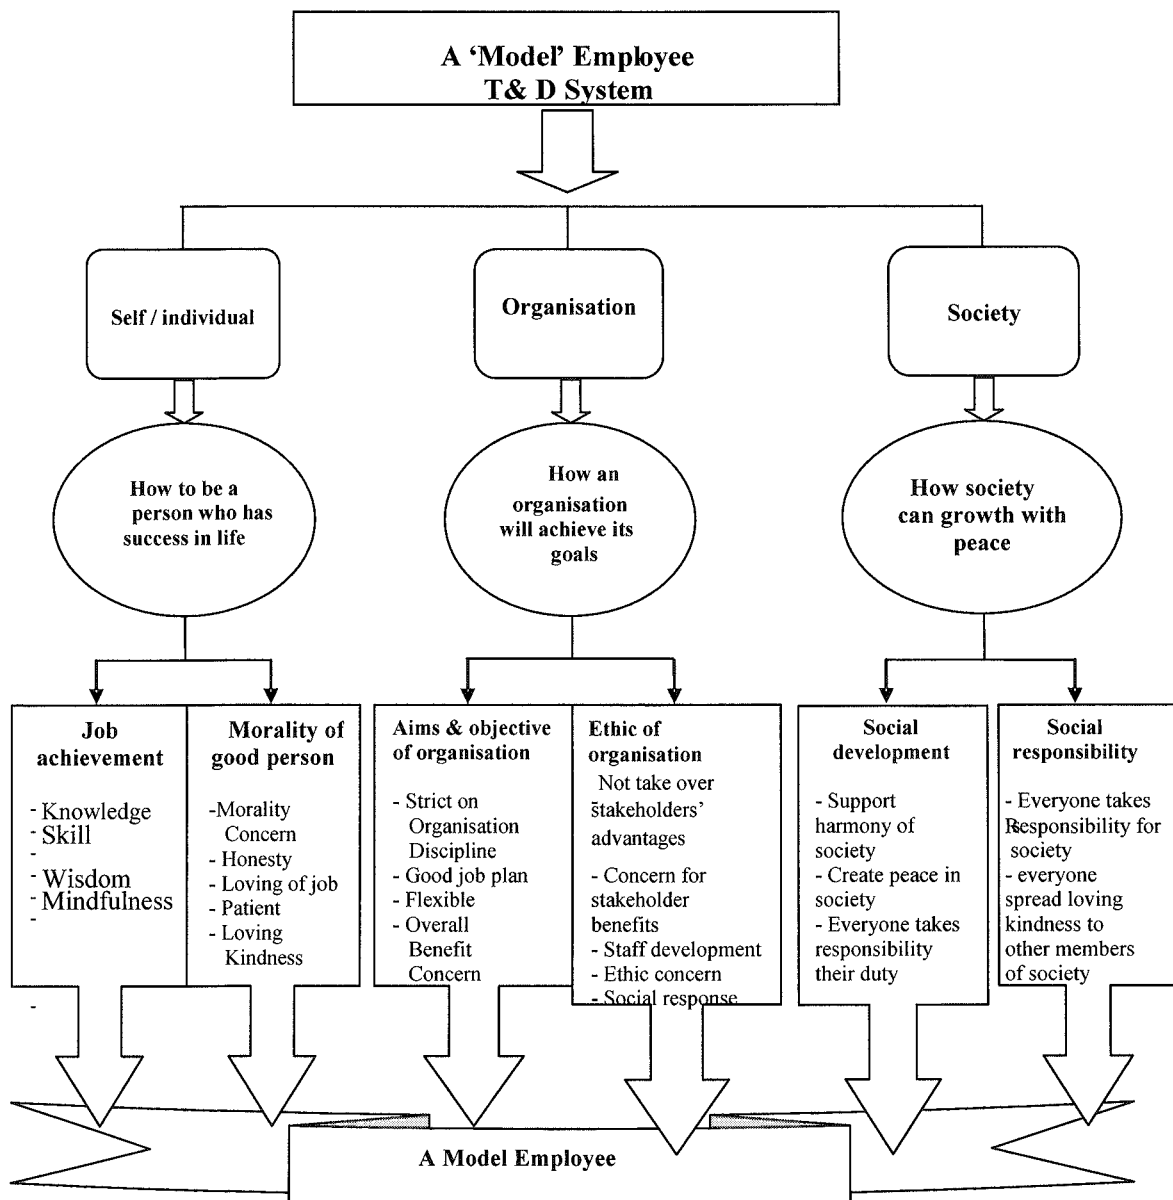 A ‘Model’ Employee
T& D System
Self / individual
Organisation
Society
How to be a
person who has
success in life
How an
organisation
will achieve its
goals
How society
can growth with
peace
Job
achievement
- Knowledge
- Skill
-
- Wisdom
- Mindfulness
-
-
Morality of
good person
-Morality
Concern
- Honesty
- Loving of job
- Patient
- Loving
Kindness
Aims & objective
of organisation
- Strict on
Organisation
Discipline
- Good job plan
- Flexible
- Overall
Benefit
Concern
Ethic of
organisation
- Not take over
stakeholders’
advantages
- Concern for
stakeholder
benefits
- Staff development
- Ethic concern
- Social response
Social
development
- Support
harmony of
society
- Create peace in
society
- Everyone takes
responsibility
their duty
Social
responsibility
- Everyone takes
Responsibility for
society
- everyone
spread loving
kindness to
other members
of society
A Model Employee